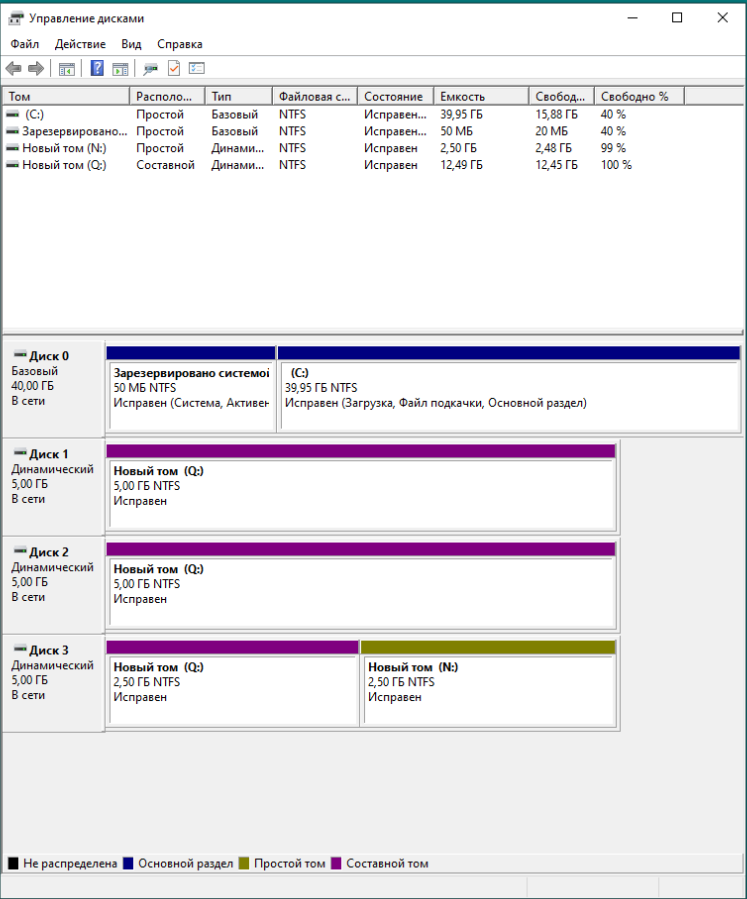 Управление дисками
Файл Действие Вид Справка
Том Располо... Тип Файловая с... Состояние Емкость Свобод... Свободно %
(C:) Простой Базовый NTFS Исправен... 39,95 ГБ 15,88 ГБ 40 %
Зарезервировано... Простой Базовый NTFS Исправен... 50 МБ 20 МБ 40 %
Новый том (N:) Простой Динами... NTFS Исправен 2,50 ГБ 2,48 ГБ 99 %
Новый том (Q:) Составной Динами... NTFS Исправен 12,49 ГБ 12,45 ГБ 100 %
Диск 0
Базовый
40,00 ГБ
В сети
Зарезервировано системой
50 МБ NTFS
Исправен (Система, Активен
(C:)
39,95 ГБ NTFS
Исправен (Загрузка, Файл подкачки, Основной раздел)
Диск 1
Динамический
5,00 ГБ
В сети
Новый том (Q:)
5,00 ГБ NTFS
Исправен
Диск 2
Динамический
5,00 ГБ
В сети
Новый том (Q:)
5,00 ГБ NTFS
Исправен
Диск 3
Динамический
5,00 ГБ
В сети
Новый том (Q:)
2,50 ГБ NTFS
Исправен
Новый том (N:)
2,50 ГБ NTFS
Исправен
Не распределена Основной раздел Простой том Составной том